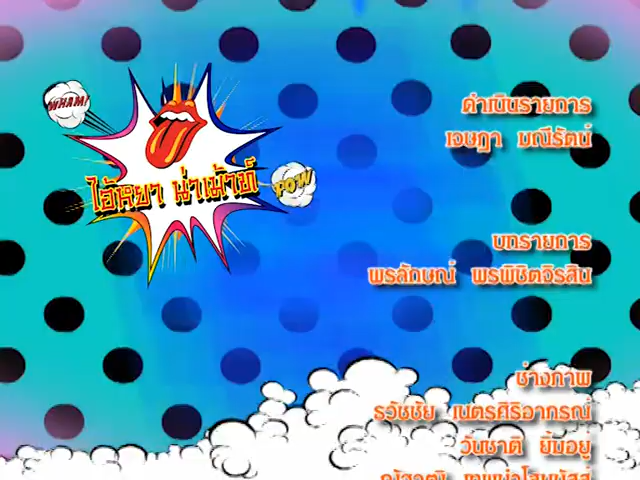 WHAM!
ไอ้หยา น่าเม้าท์
POW
ดำเนินรายการ
เจษฎา มณีรัตน์
บทรายการ
พรลักษณ์ พรพิชิตจิรสิน
ช่างภาพ
ธวัชชัย เนตรศิริอาภรณ์
วันชาติ ยิ้มอยู่